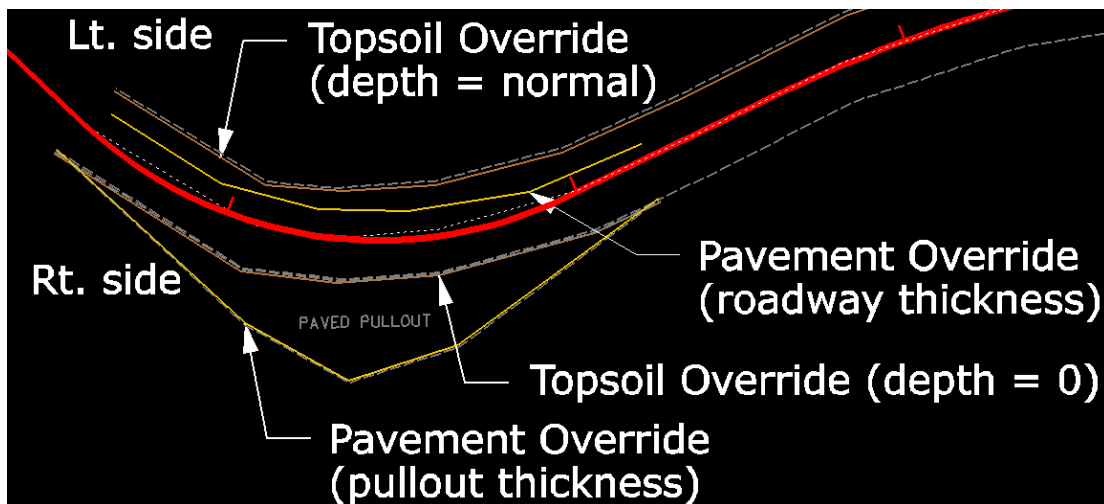 Lt. side
Topsoil Override
(depth = normal)
Rt. side
Pavement Override
(roadway thickness)
PAVED PULLOUT
Topsoil Override (depth = 0)
Pavement Override
(pullout thickness)